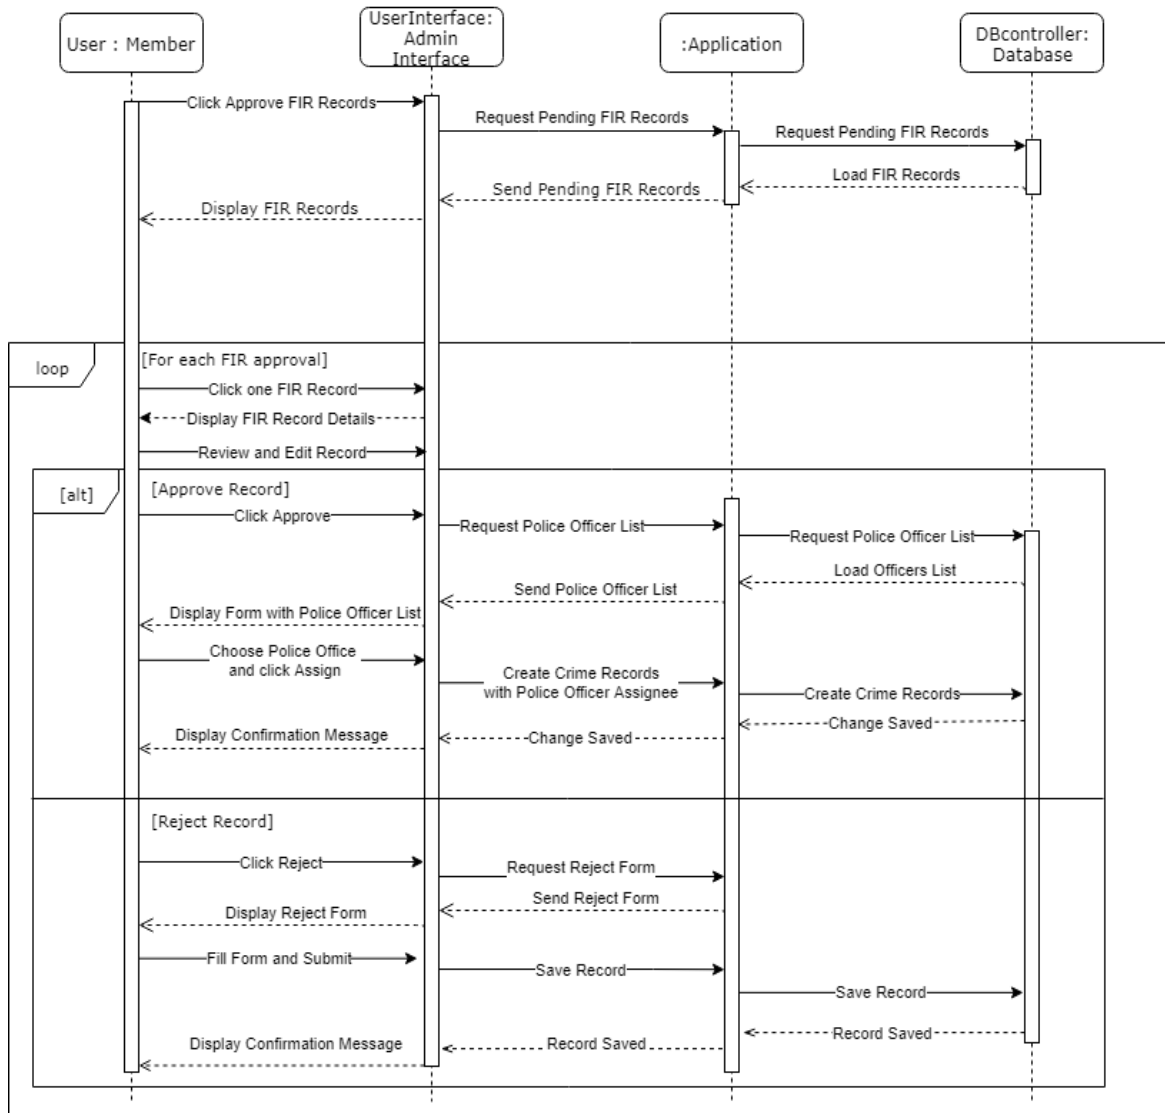 User : Member
UserInterface:
Admin
Interface
:Application
DBcontroller:
Database
Click Approve FIR Records
Request Pending FIR Records
Request Pending FIR Records
Load FIR Records
Send Pending FIR Records
Display FIR Records
loop
[For each FIR approval]
Click one FIR Record
Display FIR Record Details
Review and Edit Record
[alt]
[Approve Record]
Click Approve
Request Police Officer List
Request Police Officer List
Load Officers List
Send Police Officer List
Display Form with Police Officer List
Choose Police Office
and click Assign
Create Crime Records
with Police Officer Assignee
Create Crime Records
Change Saved
Change Saved
Display Confirmation Message
[Reject Record]
Click Reject
Request Reject Form
Send Reject Form
Display Reject Form
Fill Form and Submit
Save Record
Save Record
Record Saved
Record Saved
Display Confirmation Message